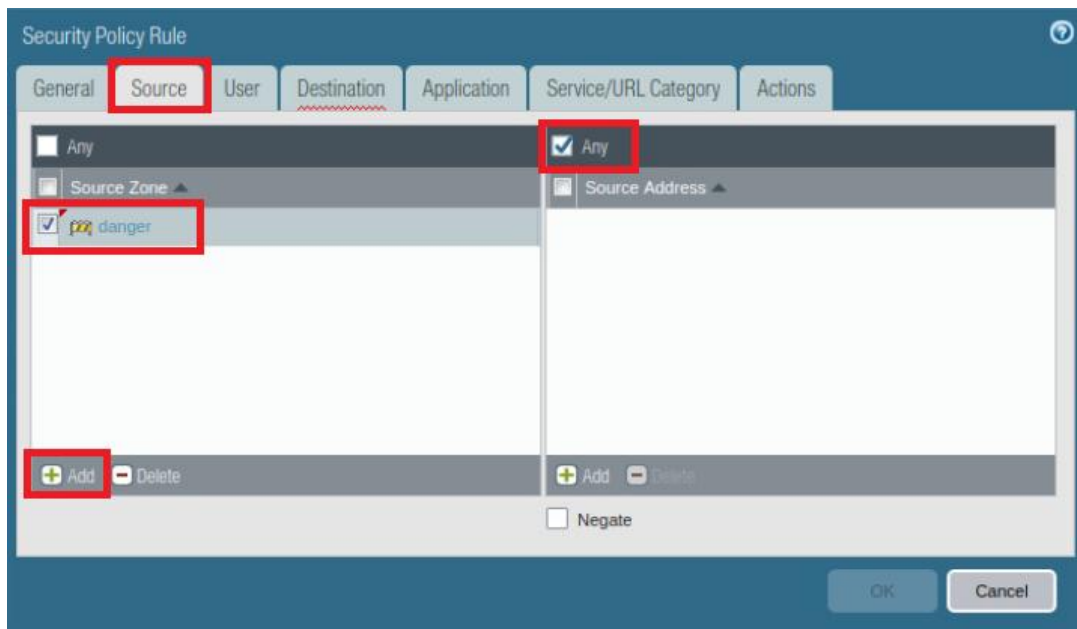 Security Policy Rule
General Source User Destination Application Service/URL Category Actions
Any Any
Source Zone Source Address
danger
Add Delete Add Delete
Negate
OK Cancel